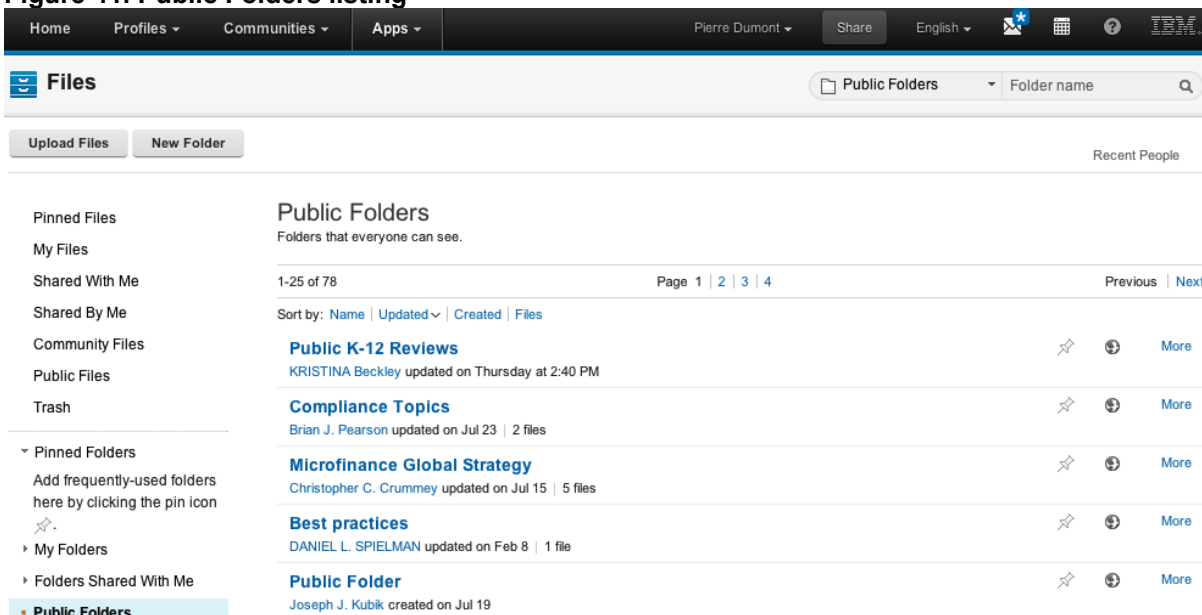 Figure 11: Public Folders listing
Home Profiles Communities Apps Pierre Dumont Share English IBM.
Files Public Folders Folder name
Upload Files New Folder
Recent People
Pinned Files
My Files
Shared With Me
Shared By Me
Community Files
Public Files
Trash
Pinned Folders
Add frequently-used folders
here by clicking the pin icon
.
My Folders
Folders Shared With Me
Public Folders
Public Folders
Folders that everyone can see.
1-25 of 78 Page 1 | 2 | 3 | 4 Previous | Next
Sort by: Name | Updated | Created | Files
Public K-12 Reviews More
KRISTINA Beckley updated on Thursday at 2:40 PM
Compliance Topics More
Brian J. Pearson updated on Jul 23 | 2 files
Microfinance Global Strategy More
Christopher C. Crummey updated on Jul 15 | 5 files
Best practices More
DANIEL L. SPIELMAN updated on Feb 8 | 1 file
Public Folder More
Joseph J. Kubik created on Jul 19